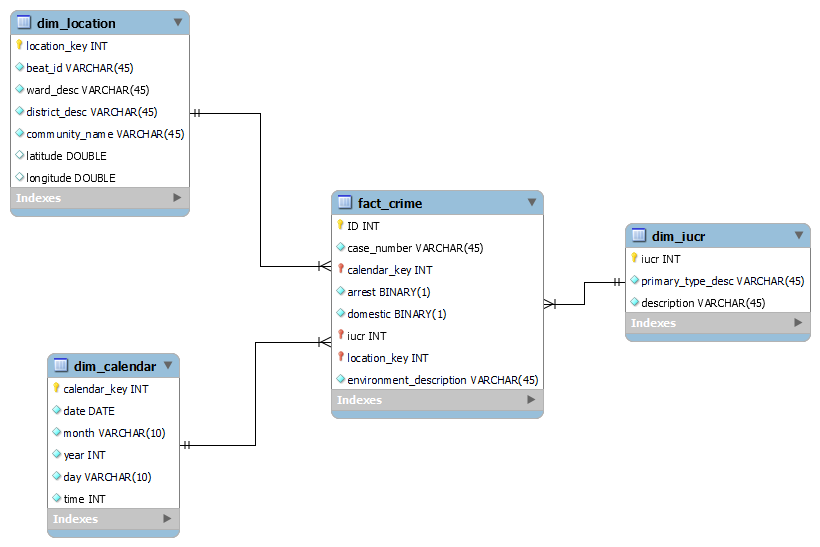 dim_location
location_key INT
beat_id VARCHAR(45)
ward_desc VARCHAR(45)
district_desc VARCHAR(45)
community_name VARCHAR(45)
latitude DOUBLE
longitude DOUBLE
Indexes
fact_crime
ID INT
case_number VARCHAR(45)
calendar_key INT
arrest BINARY(1)
domestic BINARY(1)
iucr INT
location_key INT
environment_description VARCHAR(45)
Indexes
dim_iucr
iucr INT
primary_type_desc VARCHAR(45)
description VARCHAR(45)
Indexes
dim_calendar
calendar_key INT
date DATE
month VARCHAR(10)
year INT
day VARCHAR(10)
time INT
Indexes